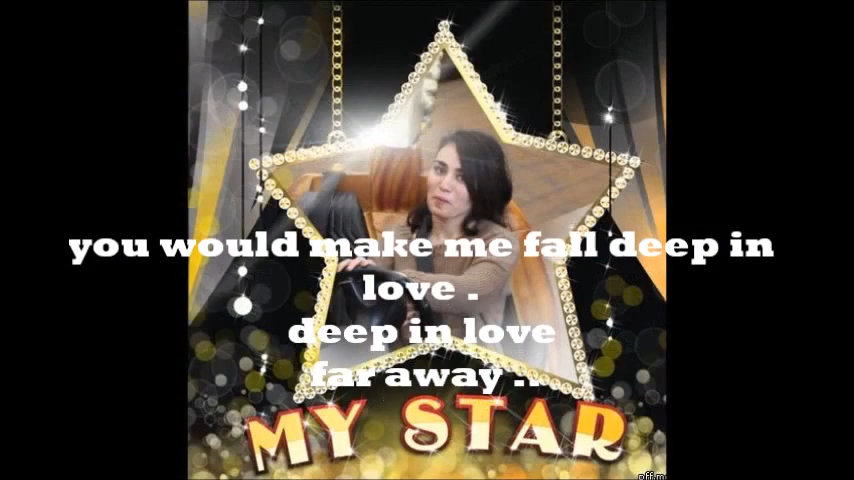 you would make me fall deep in
love .
deep in love
far away ..
MY STAR